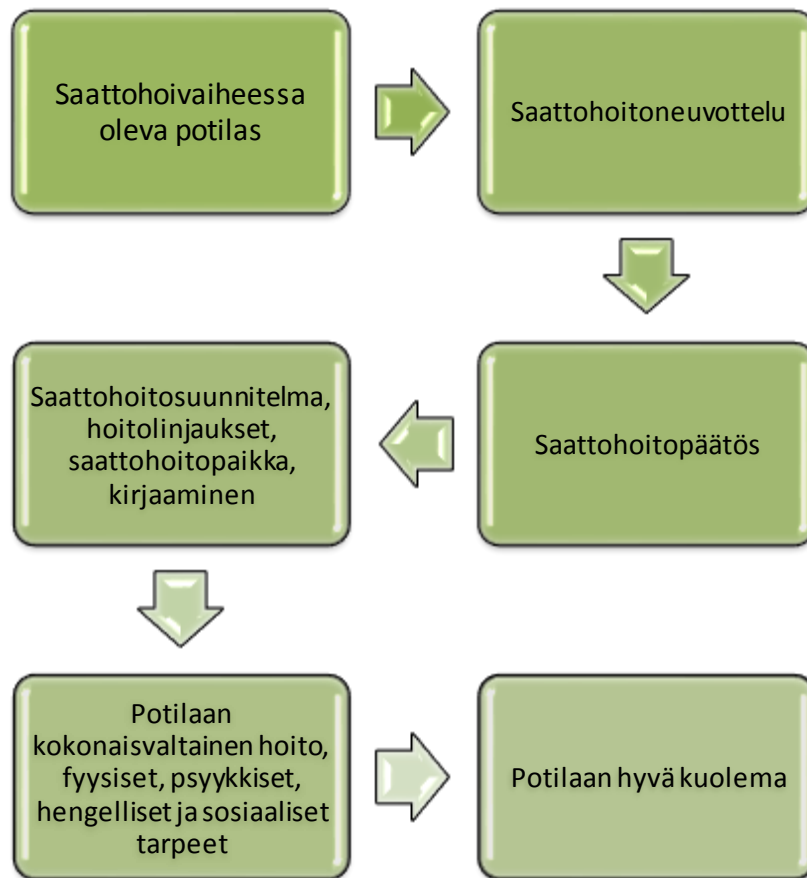 Saattohoivaiheessa
oleva potilas
Saattohoitoneuvottelu
Saattohoitopäätös
Saattohoitosuunnitelma,
hoitolinjaukset,
saattohoitopaikka,
kirjaaminen
Potilaan
kokonaisvaltainen hoito,
fyysiset, psyykkiset,
hengelliset ja sosiaaliset
tarpeet
Potilaan hyvä kuolema